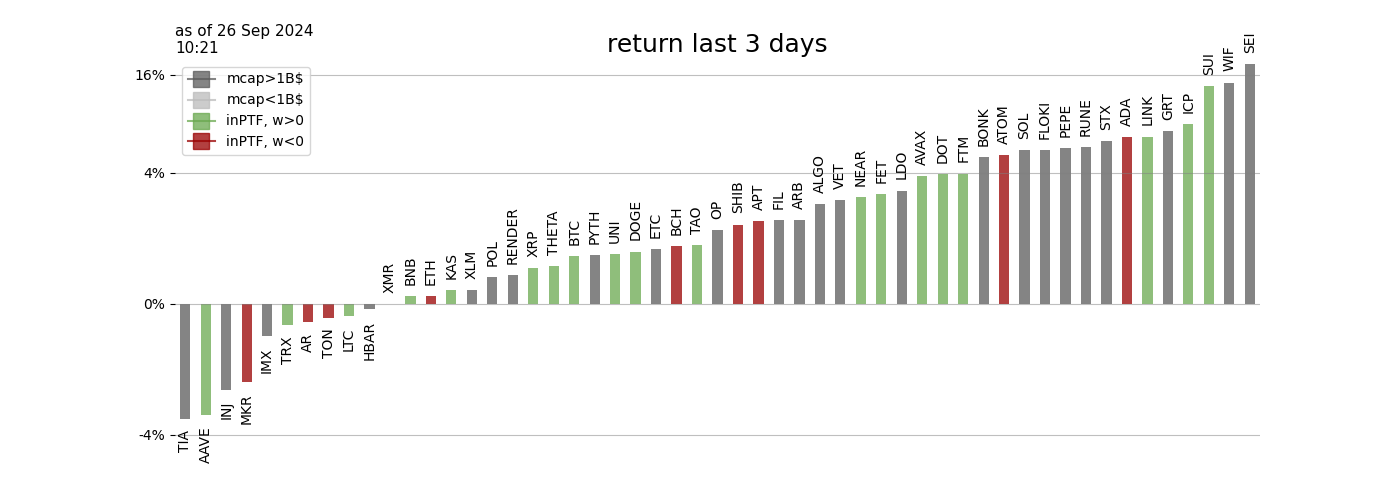 as of 26 Sep 2024
10:21
return last 3 days
mcap>1B$
mcap<1B$
inPTF, w>0
inPTF, w<0
16%
4%
0%
-4%
TIA
AAVE
INJ
MKR
IMX
TRX
AR
TON
LTC
HBAR
XMR
BNB
ETH
KAS
XLM
POL
RENDER
XRP
THETA
BTC
PYTH
UNI
DOGE
ETC
BCH
TAO
OP
SHIB
APT
FIL
ARB
ALGO
VET
NEAR
FET
LDO
AVAX
DOT
FTM
BONK
ATOM
SOL
FLOKI
PEPE
RUNE
STX
ADA
LINK
GRT
ICP
SUI
WIF
SEI